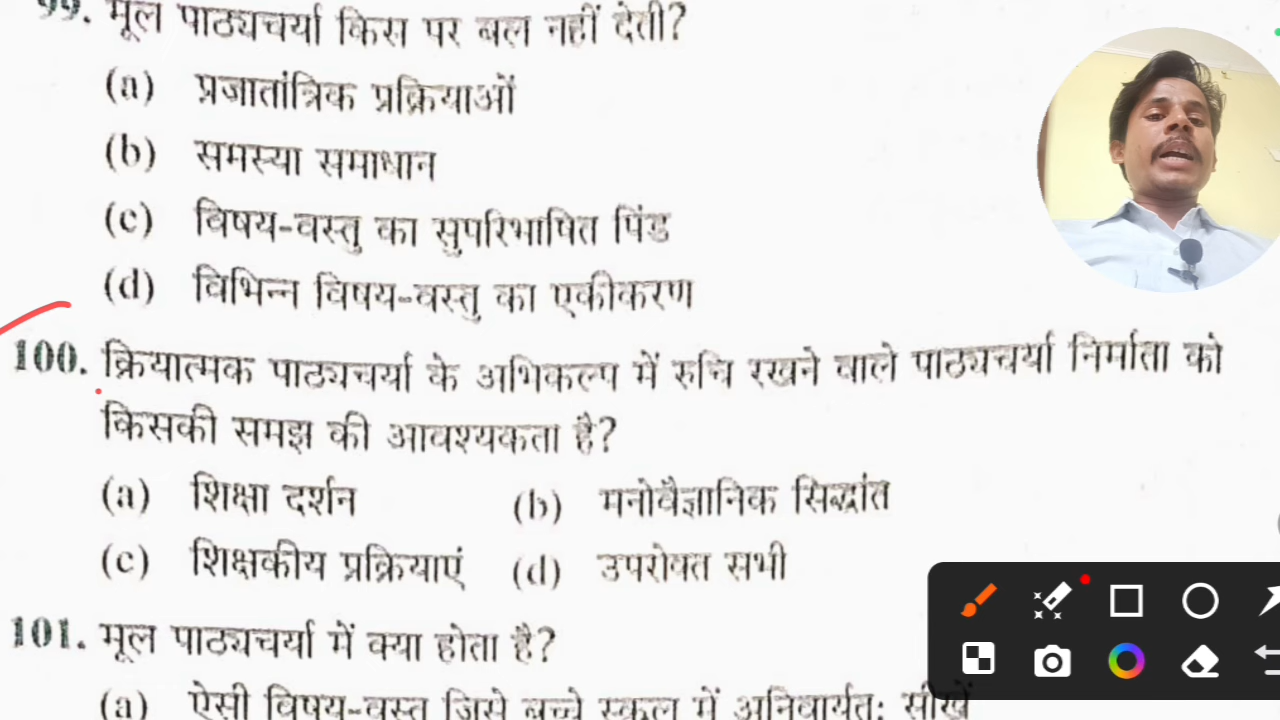 99. मूल पाठ्यचर्या किस पर बल नहीं देती?
(a) प्रजातांत्रिक प्रक्रियाओं
(b) समस्या समाधान
(c) विषय-वस्तु का सुपरिभाषित पिंड
(d) विभिन्न विषय-वस्तु का एकीकरण
100. क्रियात्मक पाठ्यचर्या के अभिकल्प में रुचि रखने वाले पाठ्यचर्या निर्माता को
किसकी समझ की आवश्यकता है?
(a) शिक्षा दर्शन (b) मनोवैज्ञानिक सिद्धांत
(c) शिक्षकीय प्रक्रियाएं (d) उपरोक्त सभी
101. मूल पाठ्यचर्या में क्या होता है?
(a) ऐसी विषय-वस्तु जिसे बच्चे स्कूल में अनिवार्यतः सीखें